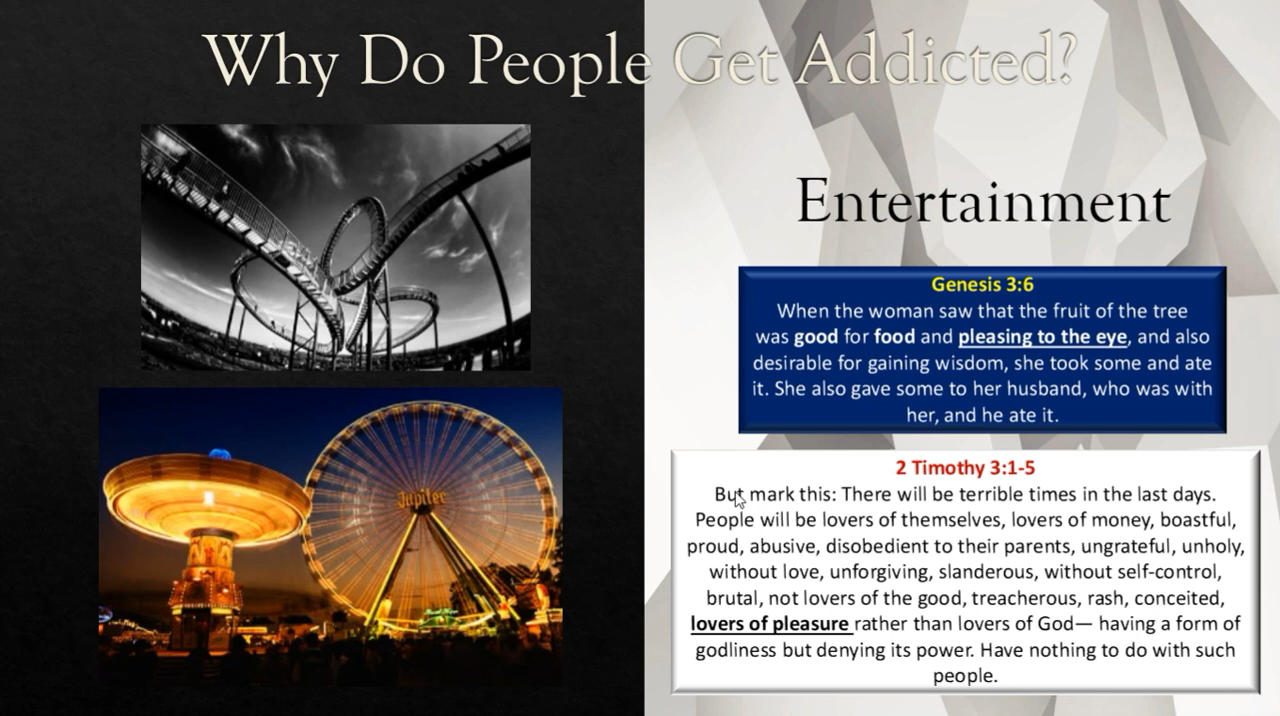 Why Do People Get Addicted?
Jupiter
Entertainment
Genesis 3:6
When the woman saw that the fruit of the tree
was good for food and pleasing to the eye, and also
desirable for gaining wisdom, she took some and ate
it. She also gave some to her husband, who was with
her, and he ate it.
2 Timothy 3:1-5
But mark this: There will be terrible times in the last days.
People will be lovers of themselves, lovers of money, boastful,
proud, abusive, disobedient to their parents, ungrateful, unholy,
without love, unforgiving, slanderous, without self-control,
brutal, not lovers of the good, treacherous, rash, conceited,
lovers of pleasure rather than lovers of God— having a form of
godliness but denying its power. Have nothing to do with such
people.